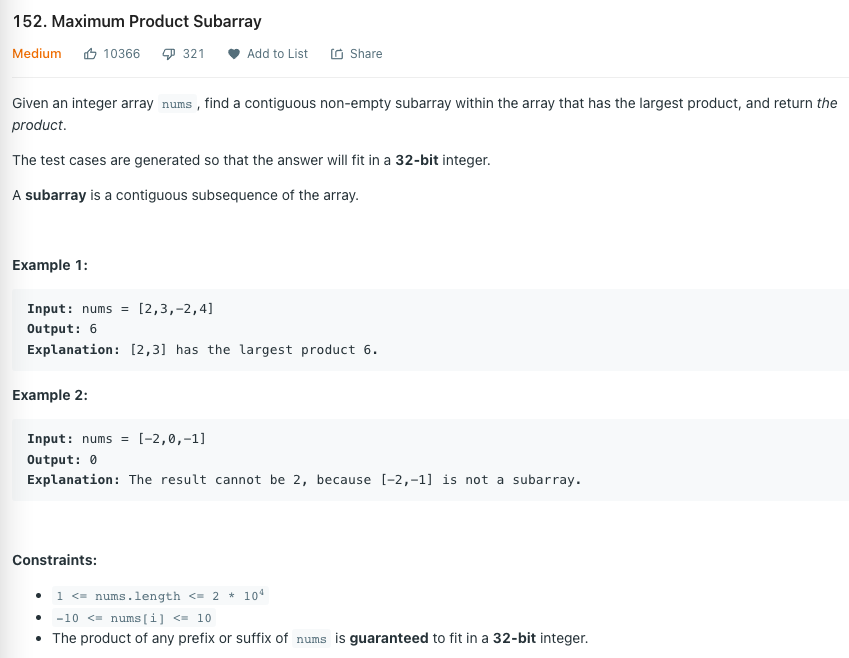 152. Maximum Product Subarray
Medium 10366 321 Add to List Share
Given an integer array nums , find a contiguous non-empty subarray within the array that has the largest product, and return the
product.
The test cases are generated so that the answer will fit in a 32-bit integer.
A subarray is a contiguous subsequence of the array.
Example 1:
Input: nums = [2,3,-2,4]
Output: 6
Explanation: [2,3] has the largest product 6.
Example 2:
Input: nums = [-2,0,-1]
Output: 0
Explanation: The result cannot be 2, because [-2,-1] is not a subarray.
Constraints:
• 1 <= nums.length <= 2 * 10⁴
• -10 <= nums[i] <= 10
• The product of any prefix or suffix of nums is guaranteed to fit in a 32-bit integer.